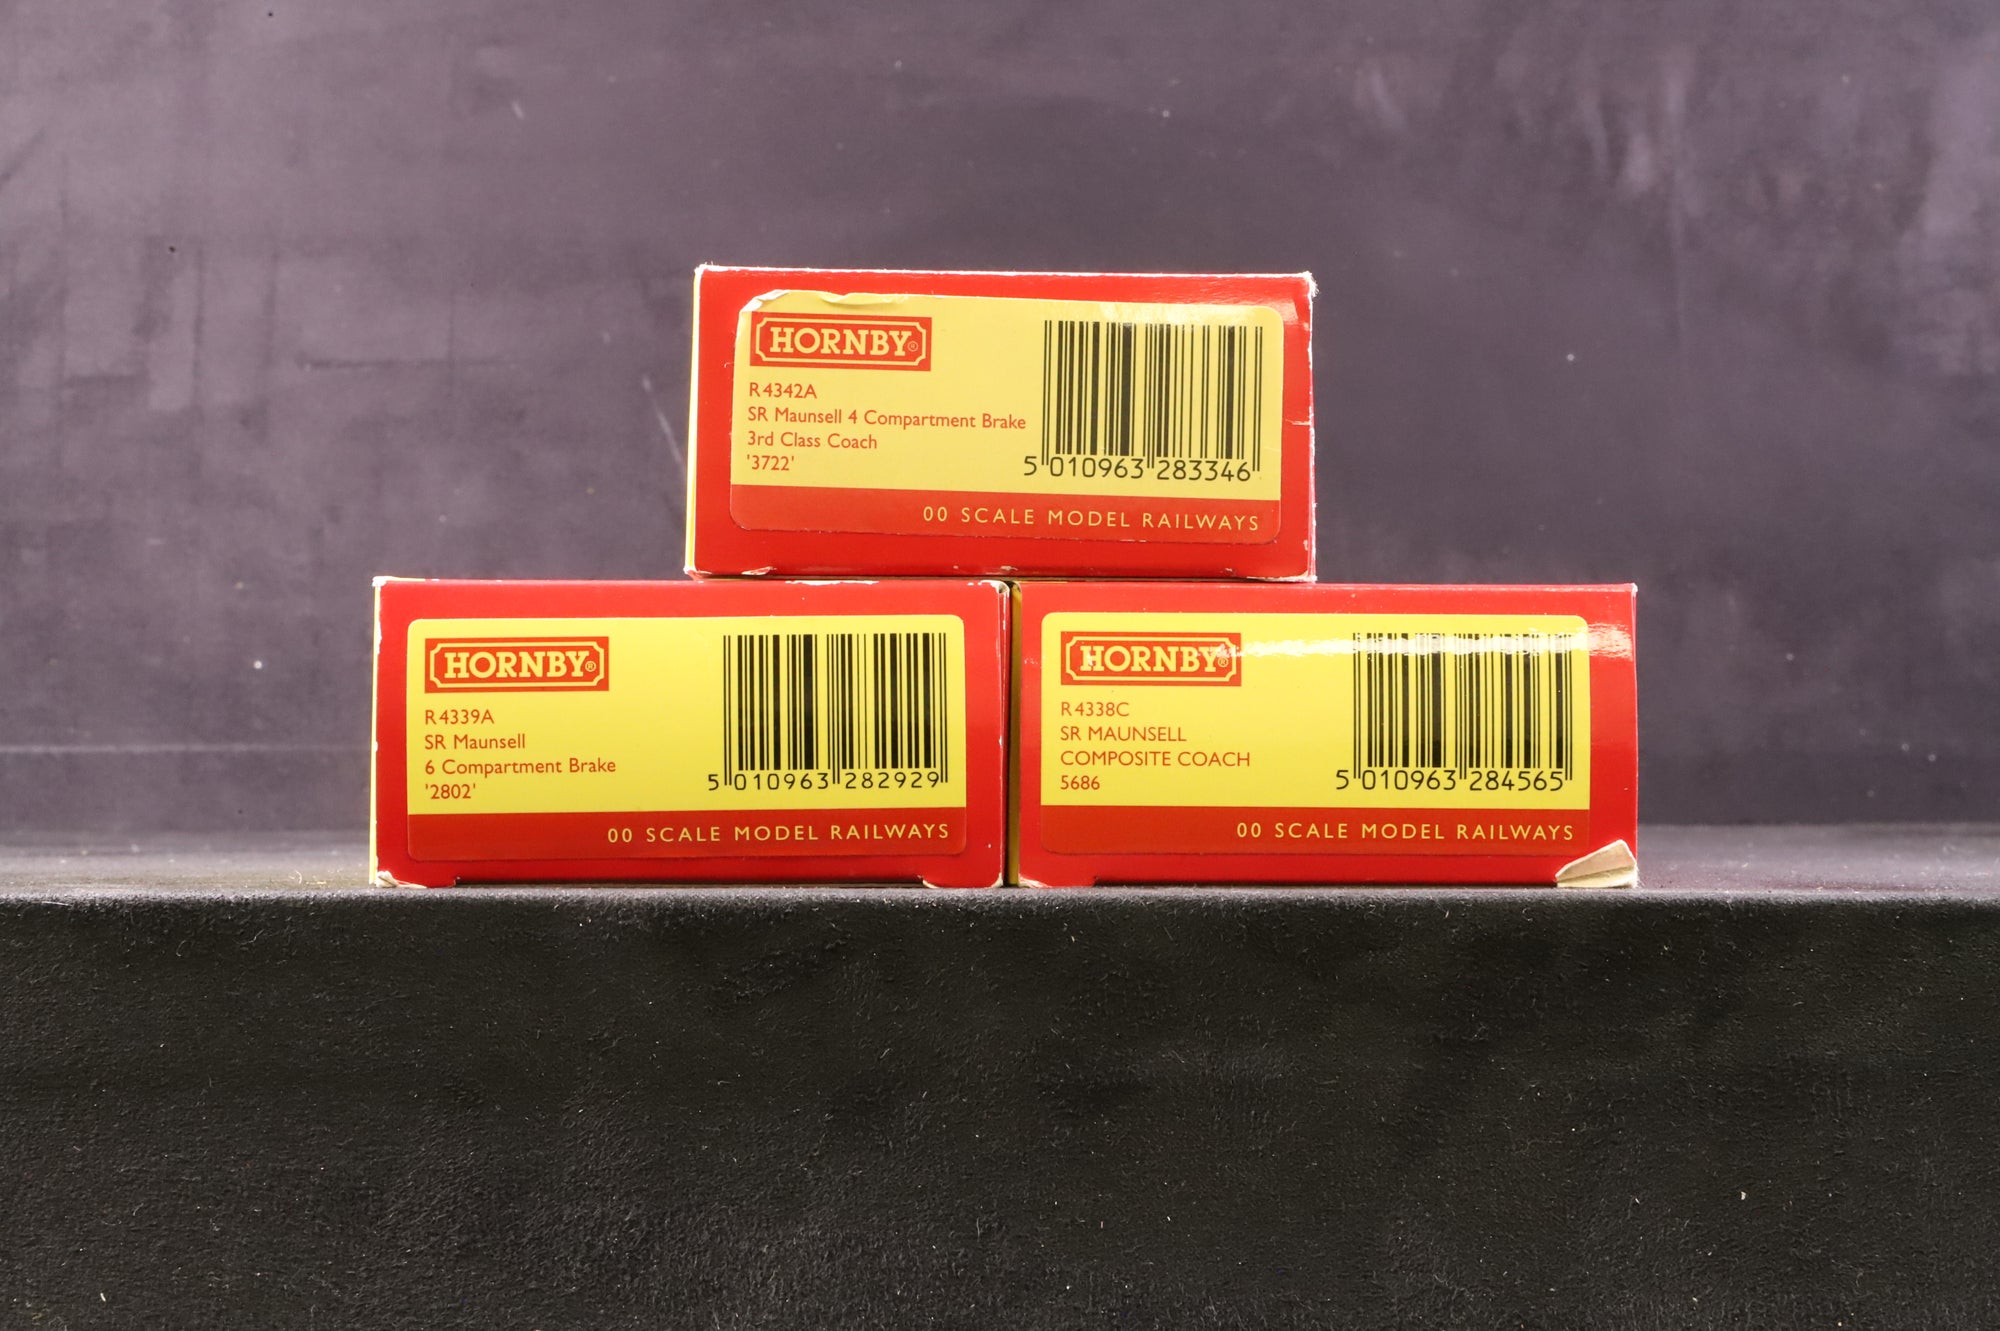 HORNBY®
R4342A
SR Maunsell 4 Compartment Brake
3rd Class Coach
'3722'
5 010963 283346
00 SCALE MODEL RAILWAYS
HORNBY®
R4339A
SR Maunsell
6 Compartment Brake
'2802'
5 010963 282929
00 SCALE MODEL RAILWAYS
HORNBY®
R4338C
SR MAUNSELL
COMPOSITE COACH
5686
5 010963 284565
00 SCALE MODEL RAILWAYS